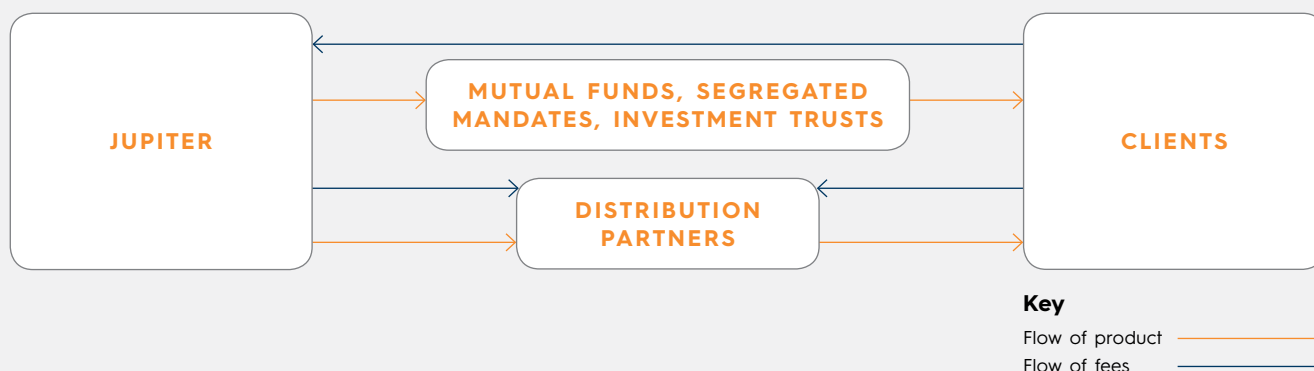 JUPITER
MUTUAL FUNDS, SEGREGATED
MANDATES, INVESTMENT TRUSTS
CLIENTS
DISTRIBUTION
PARTNERS
Key
Flow of product
Flow of fees